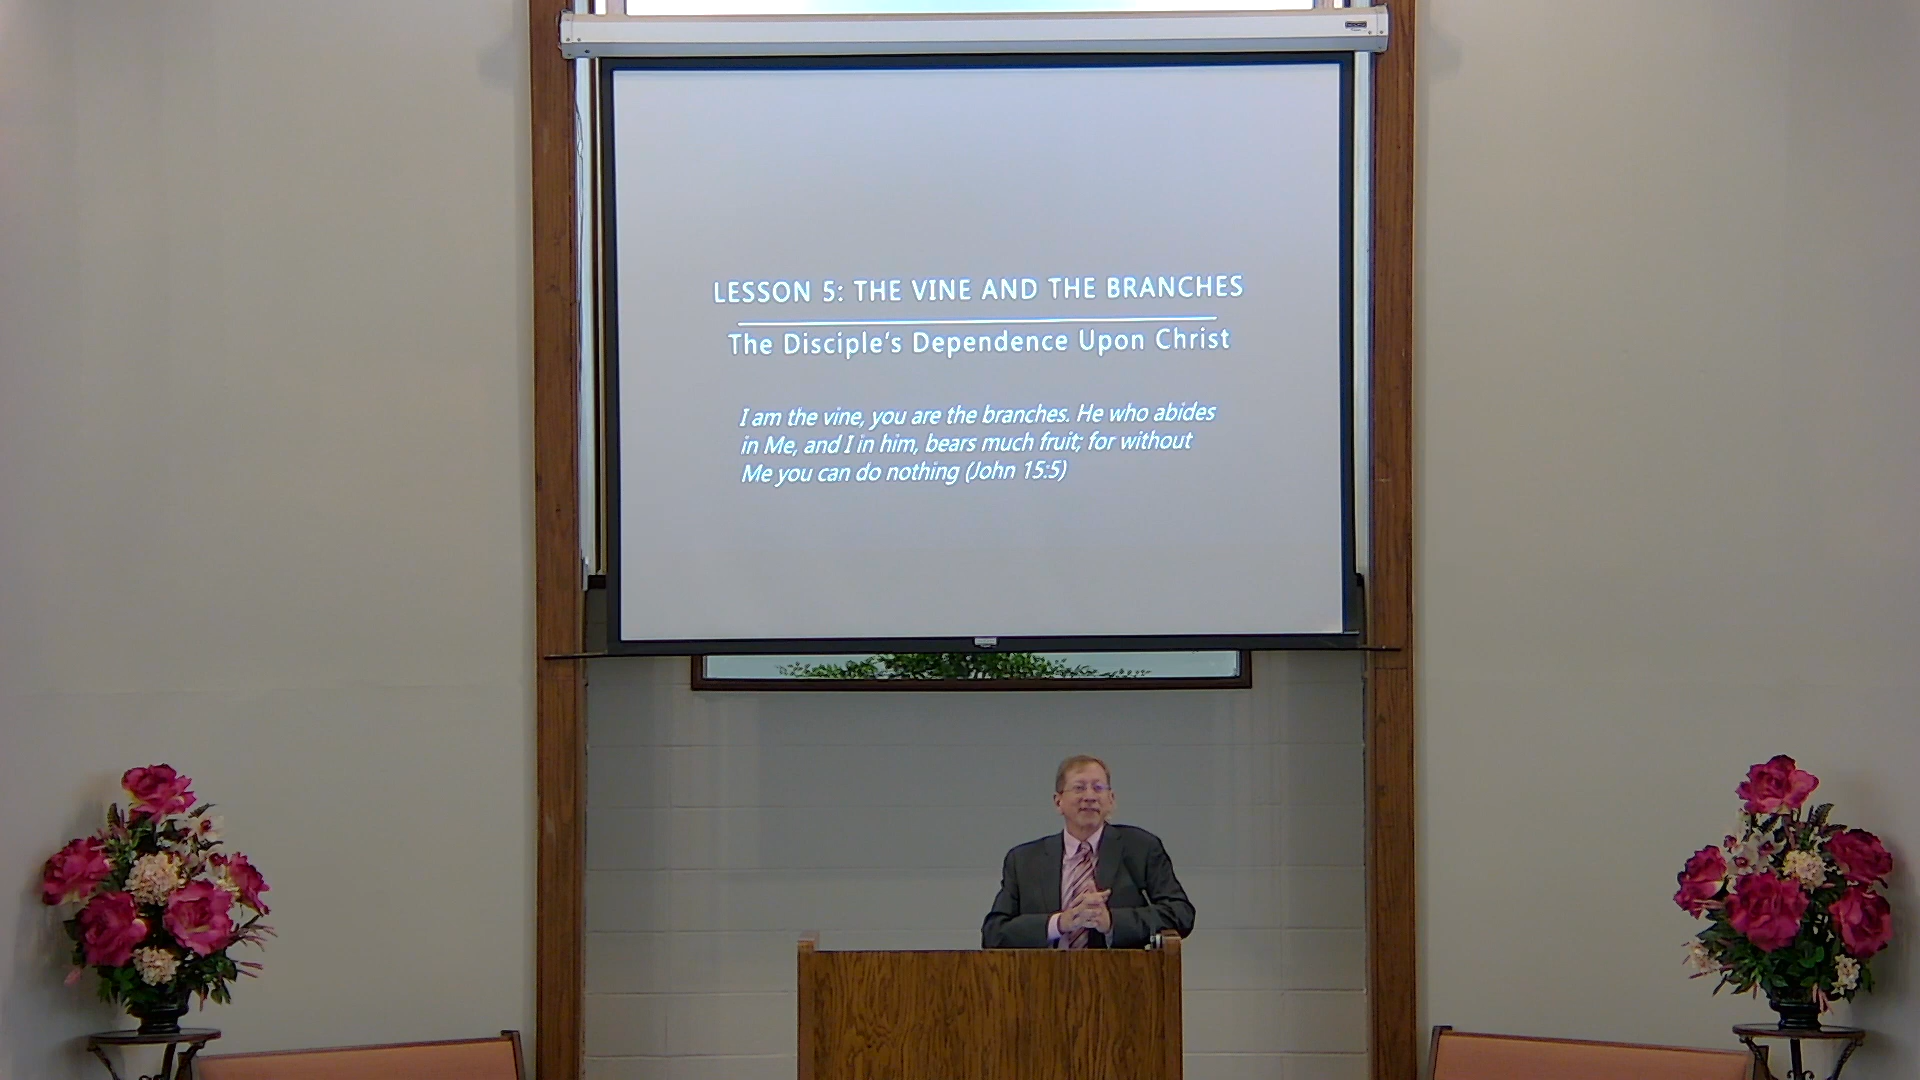 LESSON 5: THE VINE AND THE BRANCHES
The Disciple's Dependence Upon Christ
I am the vine, you are the branches. He who abides
in Me, and I in him, bears much fruit; for without
Me you can do nothing (John 15:5)